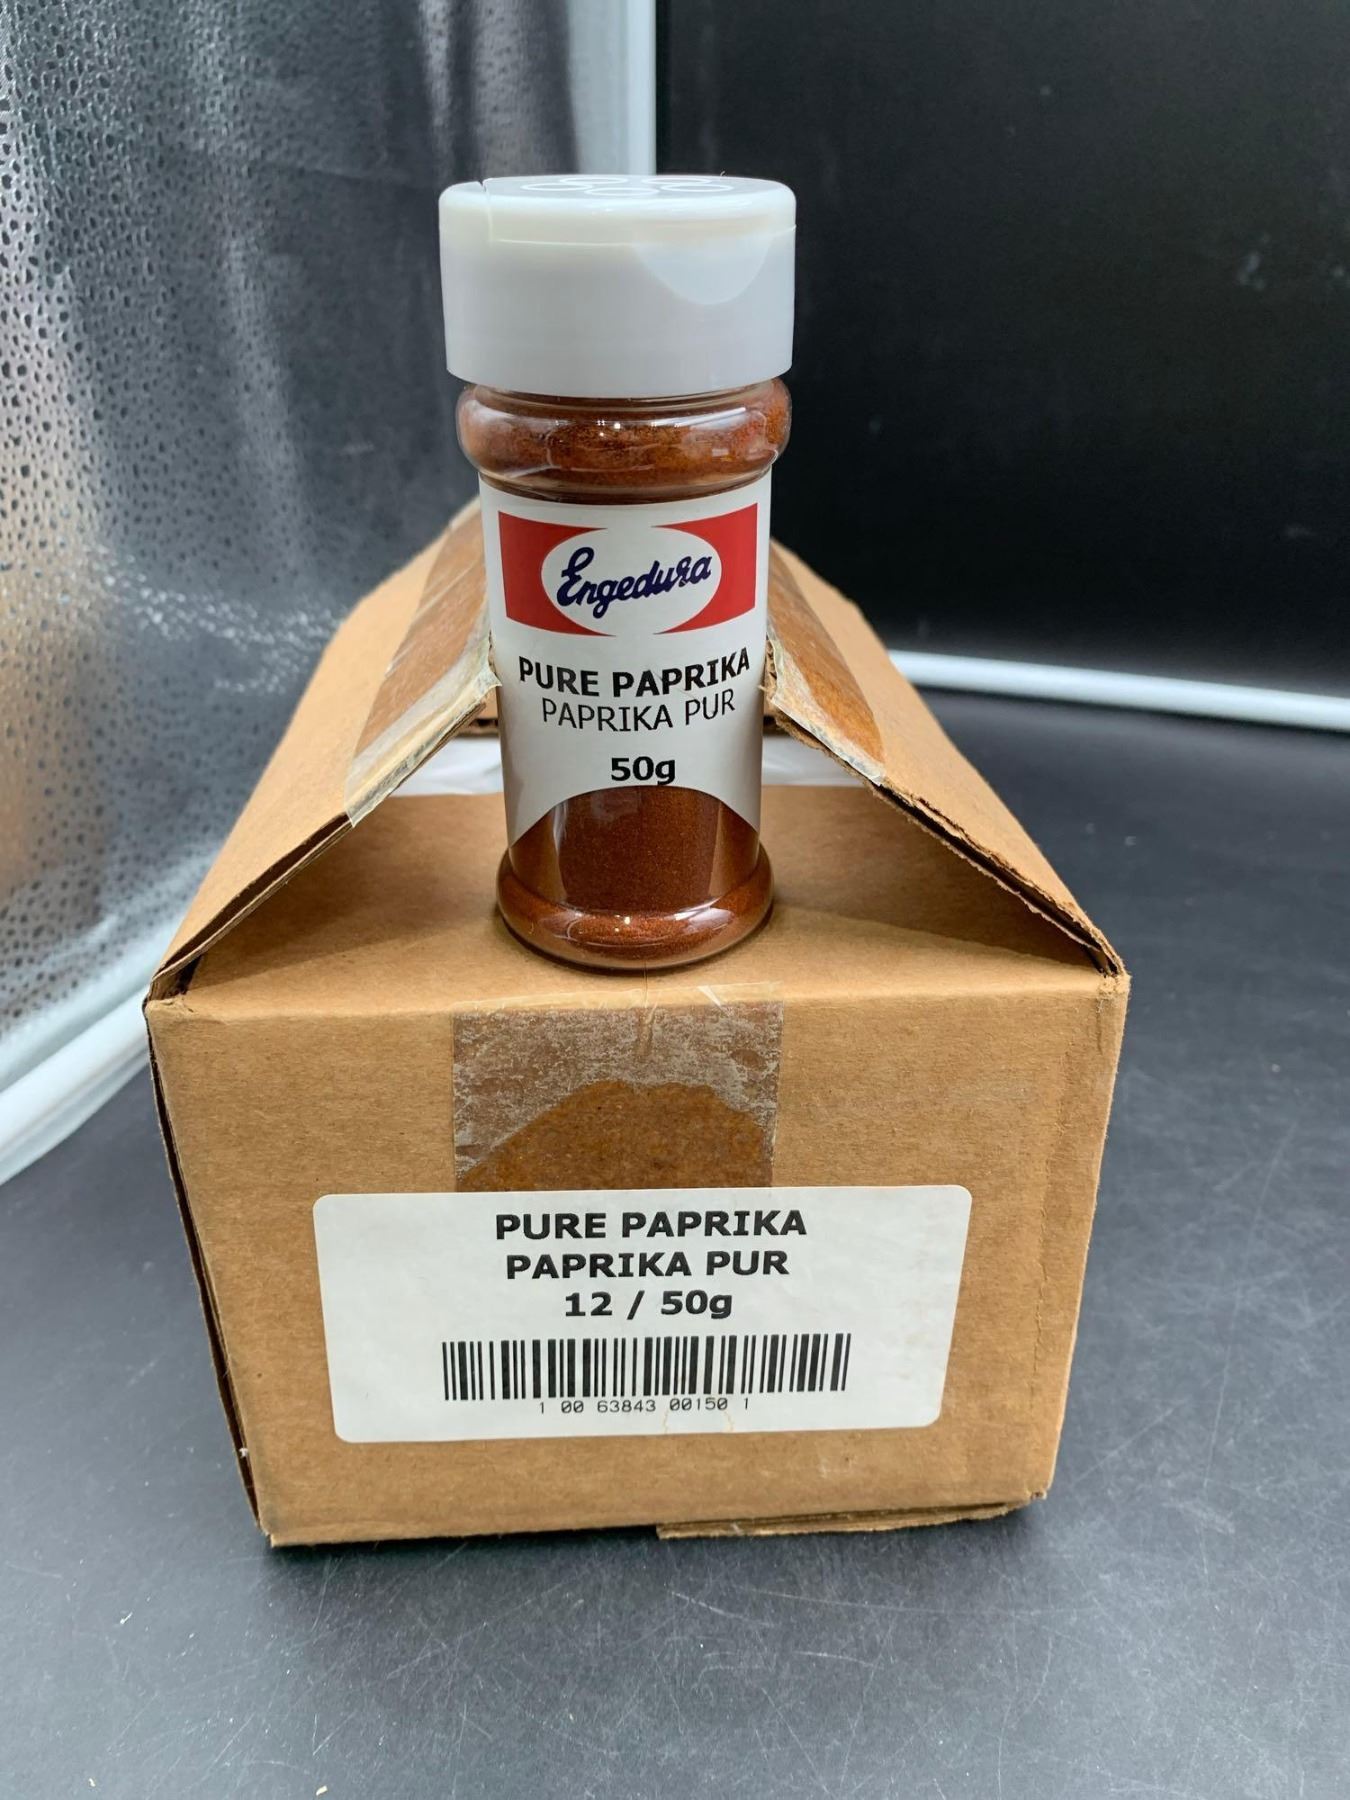 Engedura
PURE PAPRIKA
PAPRIKA PUR
50g
PURE PAPRIKA
PAPRIKA PUR
12 / 50g
1 00 63843 00150 1